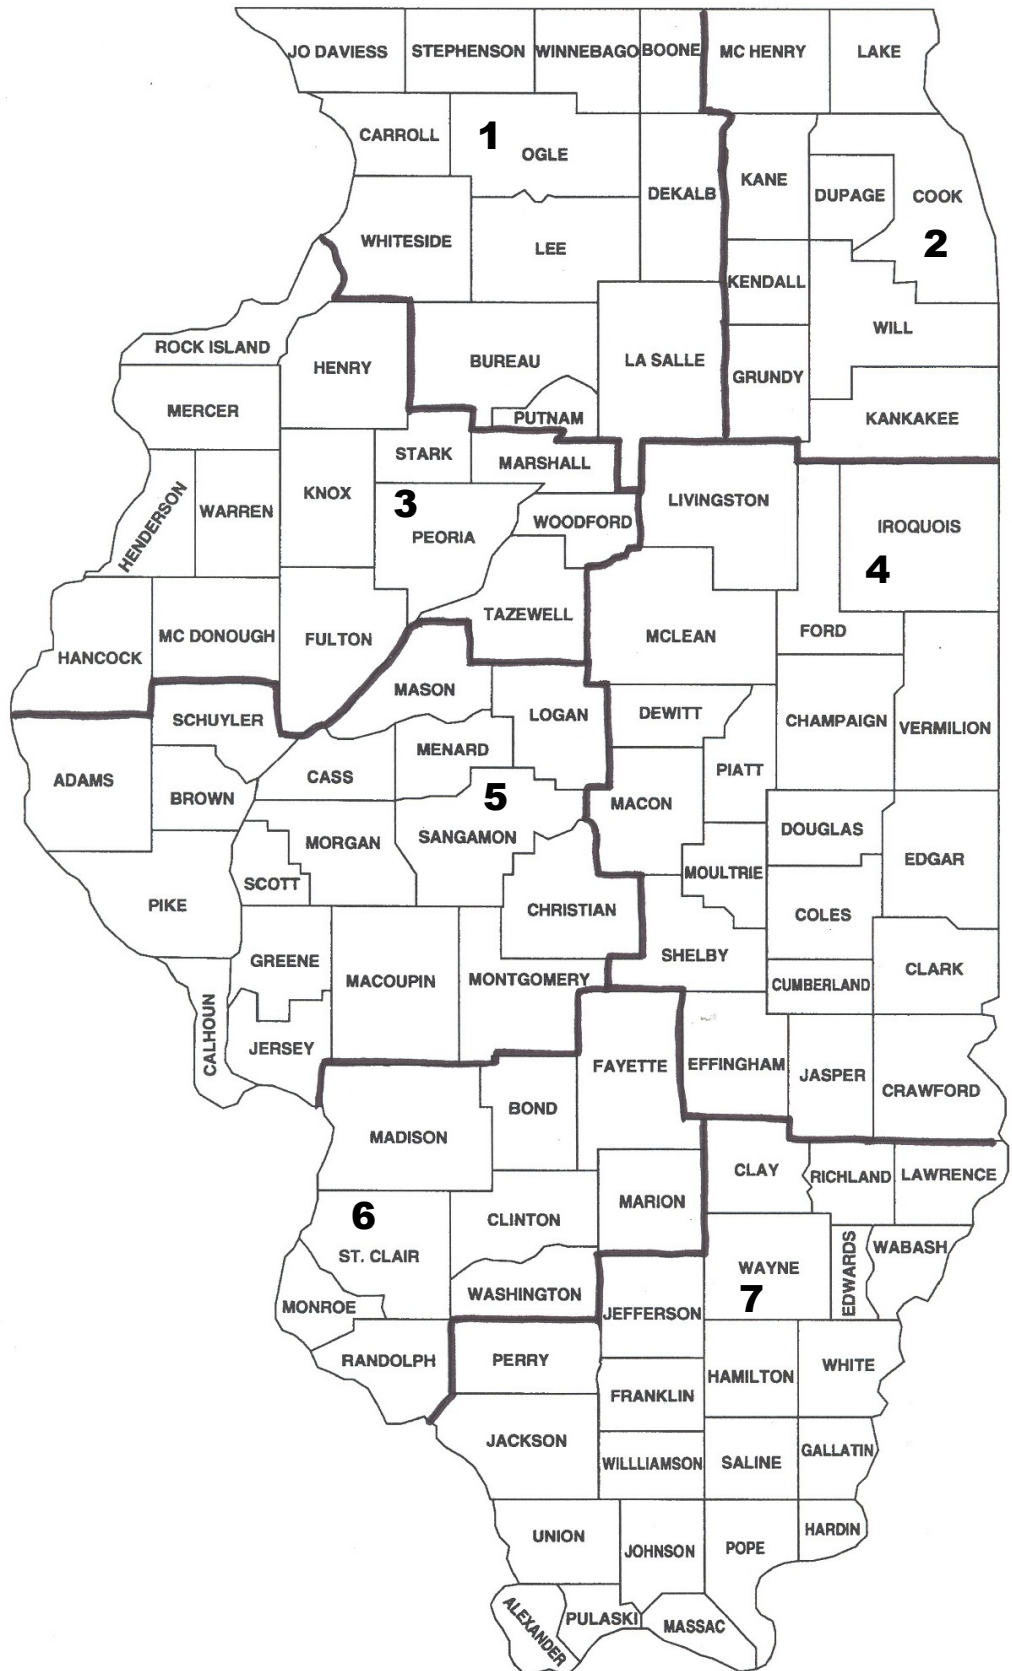 JO DAVIESS
STEPHENSON
WINNEBAGO
BOONE
MC HENRY
LAKE
CARROLL
1
OGLE
DEKALB
KANE
DUPAGE
COOK
2
WHITESIDE
LEE
KENDALL
WILL
ROCK ISLAND
HENRY
BUREAU
LA SALLE
GRUNDY
MERCER
PUTNAM
KANKAKEE
STARK
MARSHALL
HENDERSON
WARREN
KNOX
3
PEORIA
WOODFORD
LIVINGSTON
IROQUOIS
4
HANCOCK
MC DONOUGH
FULTON
TAZEWELL
MCLEAN
FORD
MASON
LOGAN
DEWITT
CHAMPAIGN
VERMILION
SCHUYLER
ADAMS
BROWN
CASS
MENARD
PIATT
5
MACON
SANGAMON
MORGAN
DOUGLAS
EDGAR
SCOTT
MOULTRIE
PIKE
CHRISTIAN
COLES
GREENE
MACOUPIN
MONTGOMERY
SHELBY
CUMBERLAND
CLARK
CALHOUN
JERSEY
FAYETTE
EFFINGHAM
JASPER
CRAWFORD
MADISON
BOND
CLAY
RICHLAND
LAWRENCE
6
ST. CLAIR
CLINTON
MARION
WAYNE
7
EDWARDS
WABASH
MONROE
WASHINGTON
JEFFERSON
RANDOLPH
PERRY
HAMILTON
WHITE
FRANKLIN
JACKSON
WILLLIAMSON
SALINE
GALLATIN
UNION
JOHNSON
POPE
HARDIN
ALEXANDER
PULASKI
MASSAC